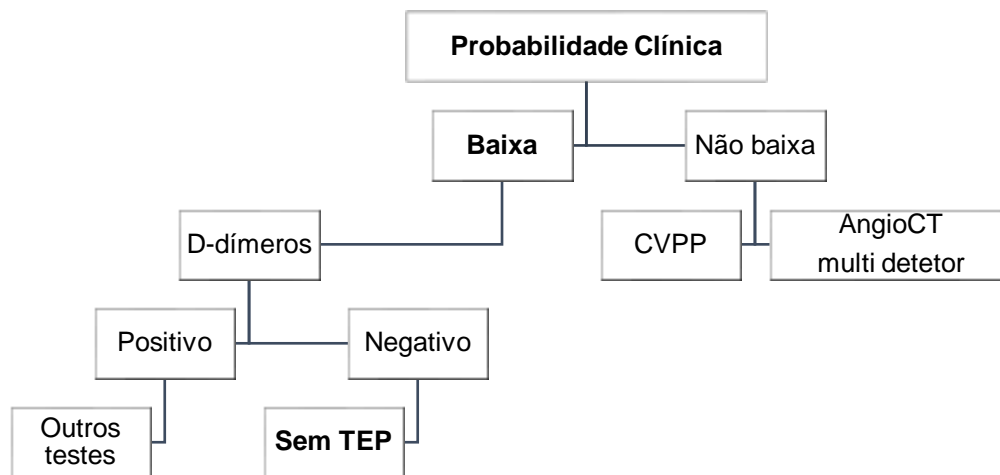 Probabilidade Clínica
Baixa
Não baixa
D-dímeros
CVPP
AngioCT
multi detetor
Positivo
Negativo
Outros
testes
Sem TEP